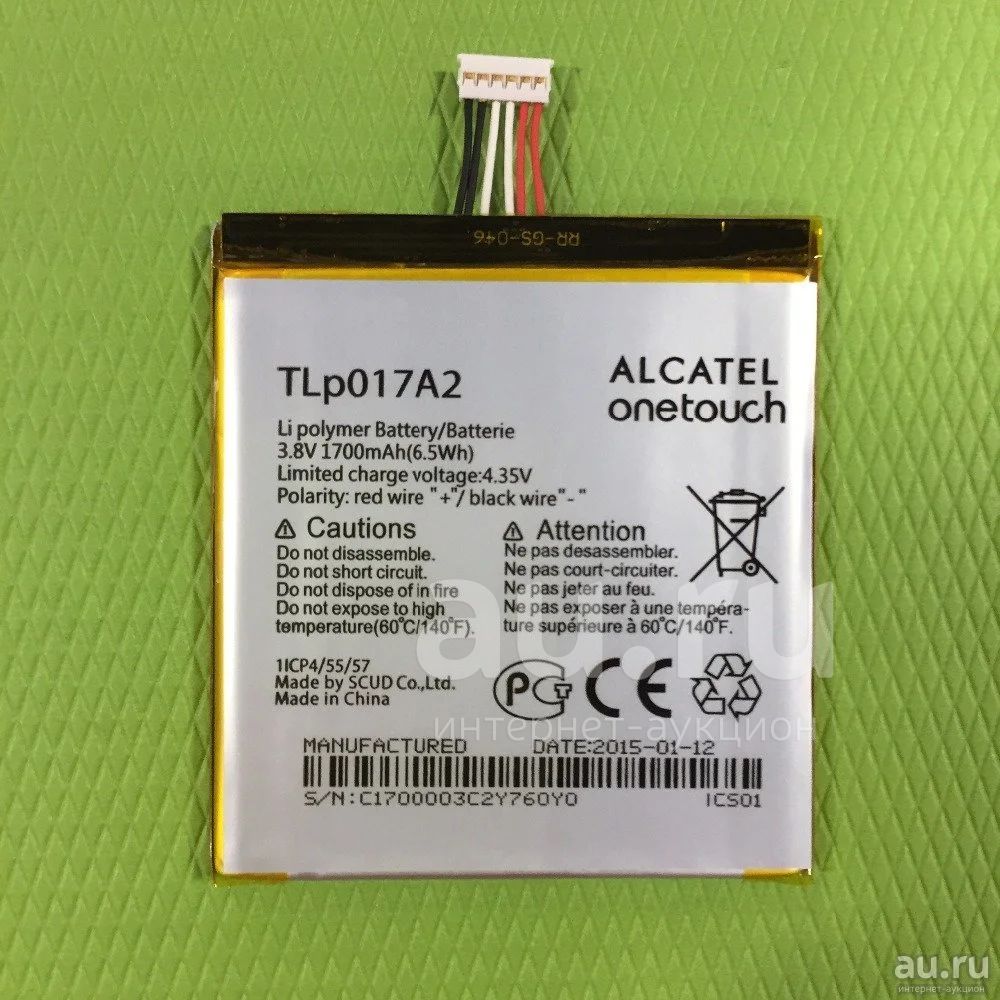 RR-GS-046
TLp017A2
ALCATEL
onetouch
Li polymer Battery/Batterie
3.8V 1700mAh(6.5Wh)
Limited charge voltage:4.35V
Polarity: red wire "+"/ black wire"-"
Cautions
Do not disassemble.
Do not short circuit.
Do not dispose of in fire
Do not expose to high
temperature(60°C/140°F).
Attention
Ne pas desassembler.
Ne pas court-circuiter.
Ne pas jeter au feu.
Ne pas exposer à une tempéra-
ture supérieure à 60°C/140°F.
1ICP4/55/57
Made by SCUD Co.,Ltd.
Made in China
РСТ CE
MANUFACTURED DATE:2015-01-12
S/N:C1700003C2Y760Y0 ICS01
au.ru
интернет-аукцион
au.ru
интернет-аукцион